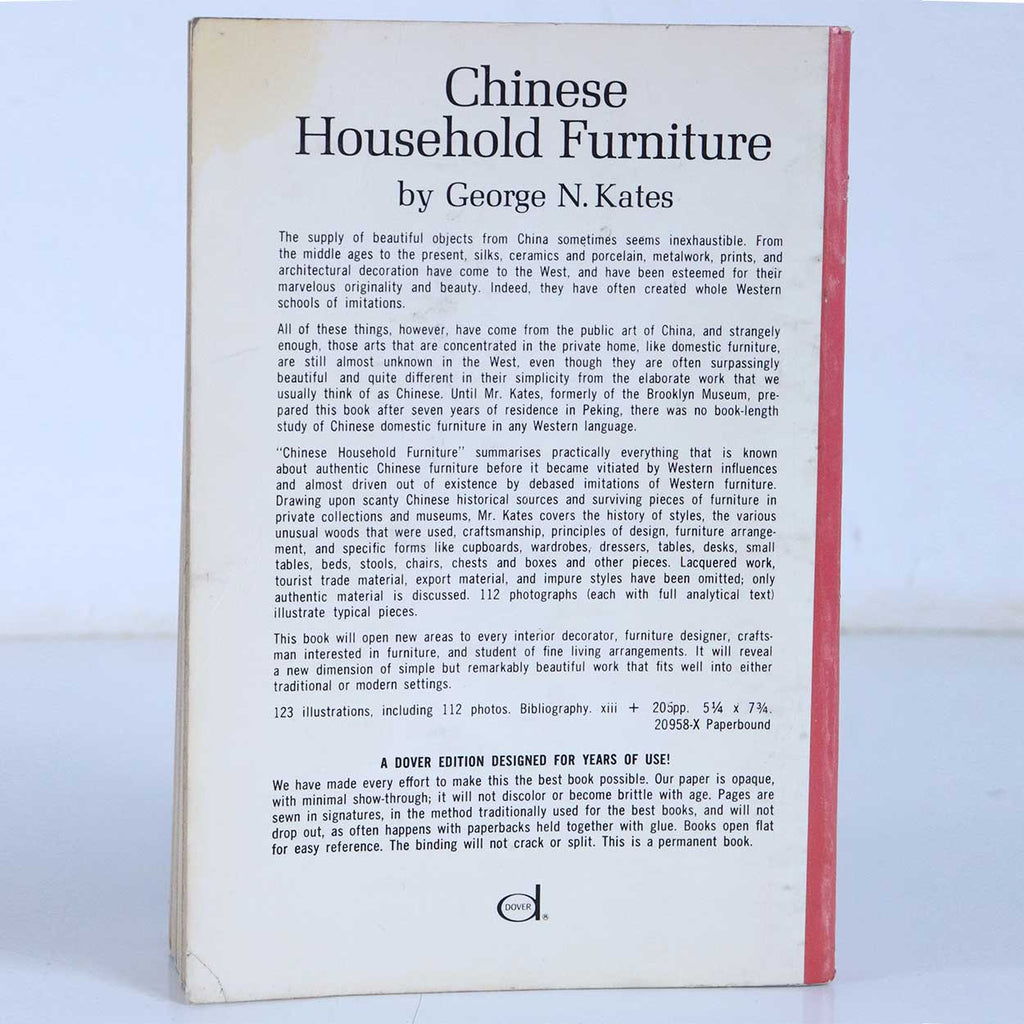 Chinese
Household Furniture
by George N. Kates
The supply of beautiful objects from China sometimes seems inexhaustible. From
the middle ages to the present, silks, ceramics and porcelain, metalwork, prints, and
architectural decoration have come to the West, and have been esteemed for their
marvelous originality and beauty. Indeed, they have often created whole Western
schools of imitations.
All of these things, however, have come from the public art of China, and strangely
enough, those arts that are concentrated in the private home, like domestic furniture,
are still almost unknown in the West, even though they are often surpassingly
beautiful and quite different in their simplicity from the elaborate work that we
usually think of as Chinese. Until Mr. Kates, formerly of the Brooklyn Museum, pre-
pared this book after seven years of residence in Peking, there was no book-length
study of Chinese domestic furniture in any Western language.
"Chinese Household Furniture" summarises practically everything that is known
about authentic Chinese furniture before it became vitiated by Western influences
and almost driven out of existence by debased imitations of Western furniture.
Drawing upon scanty Chinese historical sources and surviving pieces of furniture in
private collections and museums, Mr. Kates covers the history of styles, the various
unusual woods that were used, craftsmanship, principles of design, furniture arrange-
ment, and specific forms like cupboards, wardrobes, dressers, tables, desks, small
tables, beds, stools, chairs, chests and boxes and other pieces. Lacquered work,
tourist trade material, export material, and impure styles have been omitted; only
authentic material is discussed. 112 photographs (each with full analytical text)
illustrate typical pieces.
This book will open new areas to every interior decorator, furniture designer, crafts-
man interested in furniture, and student of fine living arrangements. It will reveal
a new dimension of simple but remarkably beautiful work that fits well into either
traditional or modern settings.
123 illustrations, including 112 photos. Bibliography. xiii + 205pp. 5¼ x 7¾.
20958-X Paperbound
A DOVER EDITION DESIGNED FOR YEARS OF USE!
We have made every effort to make this the best book possible. Our paper is opaque,
with minimal show-through; it will not discolor or become brittle with age. Pages are
sewn in signatures, in the method traditionally used for the best books, and will not
drop out, as often happens with paperbacks held together with glue. Books open flat
for easy reference. The binding will not crack or split. This is a permanent book.
DOVER ®